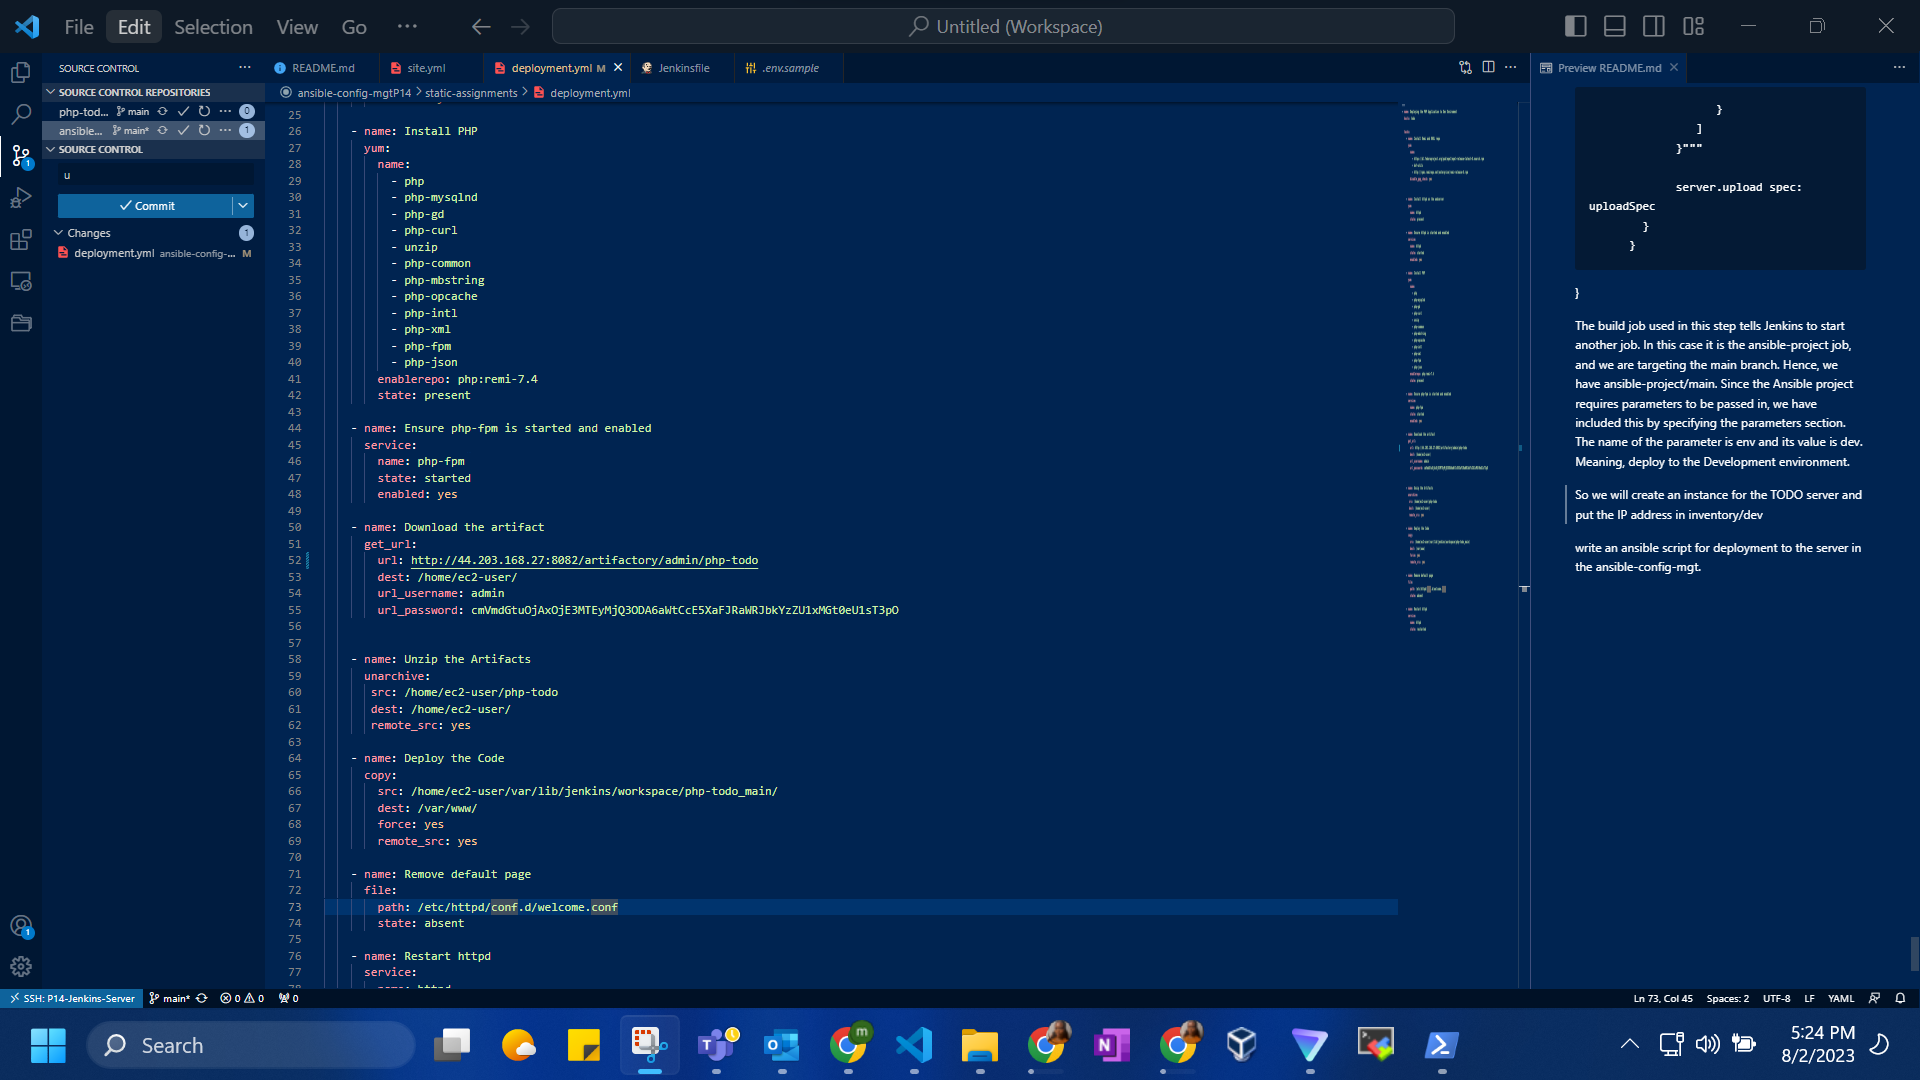 File Edit Selection View Go ··· Untitled (Workspace)
SOURCE CONTROL ···
README.md site.yml deployment.yml M Jenkinsfile .env.sample
Preview README.md
SOURCE CONTROL REPOSITORIES
php-tod... main ··· 0
ansible... main* ··· 1
SOURCE CONTROL
u
Commit
Changes 1
deployment.yml ansible-config-... M
ansible-config-mgtP14 > static-assignments > deployment.yml
25
26 - name: Install PHP
27 yum:
28 name:
29 - php
30 - php-mysqlnd
31 - php-gd
32 - php-curl
33 - unzip
34 - php-common
35 - php-mbstring
36 - php-opcache
37 - php-intl
38 - php-xml
39 - php-fpm
40 - php-json
41 enablerepo: php:remi-7.4
42 state: present
43
44 - name: Ensure php-fpm is started and enabled
45 service:
46 name: php-fpm
47 state: started
48 enabled: yes
49
50 - name: Download the artifact
51 get_url:
52 url: http://44.203.168.27:8082/artifactory/admin/php-todo
53 dest: /home/ec2-user/
54 url_username: admin
55 url_password: cmVmdGtuOjAxOjE3MTEyMjQ3ODA6aWtCcE5XaFJRaWRJbkYzZU1xMGt0eU1sT3pO
56
57
58 - name: Unzip the Artifacts
59 unarchive:
60 src: /home/ec2-user/php-todo
61 dest: /home/ec2-user/
62 remote_src: yes
63
64 - name: Deploy the Code
65 copy:
66 src: /home/ec2-user/var/lib/jenkins/workspace/php-todo_main/
67 dest: /var/www/
68 force: yes
69 remote_src: yes
70
71 - name: Remove default page
72 file:
73 path: /etc/httpd/conf.d/welcome.conf
74 state: absent
75
76 - name: Restart httpd
77 service:
}
]
}"""
server.upload spec:
uploadSpec
}
}
}
The build job used in this step tells Jenkins to start
another job. In this case it is the ansible-project job,
and we are targeting the main branch. Hence, we
have ansible-project/main. Since the Ansible project
requires parameters to be passed in, we have
included this by specifying the parameters section.
The name of the parameter is env and its value is dev.
Meaning, deploy to the Development environment.
So we will create an instance for the TODO server and
put the IP address in inventory/dev
write an ansible script for deployment to the server in
the ansible-config-mgt.
1
1
SSH: P14-Jenkins-Server main* 0 0 0
Ln 73, Col 45 Spaces: 2 UTF-8 LF YAML
Search
m
5:24 PM
8/2/2023